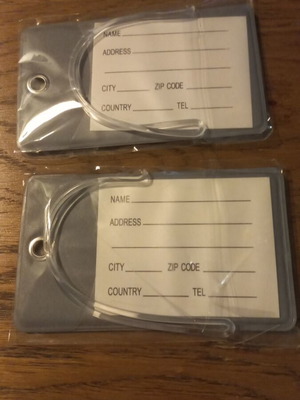 NAME
ADDRESS
CITY ZIP CODE
COUNTRY TEL
NAME
ADDRESS
CITY ZIP CODE
COUNTRY TEL